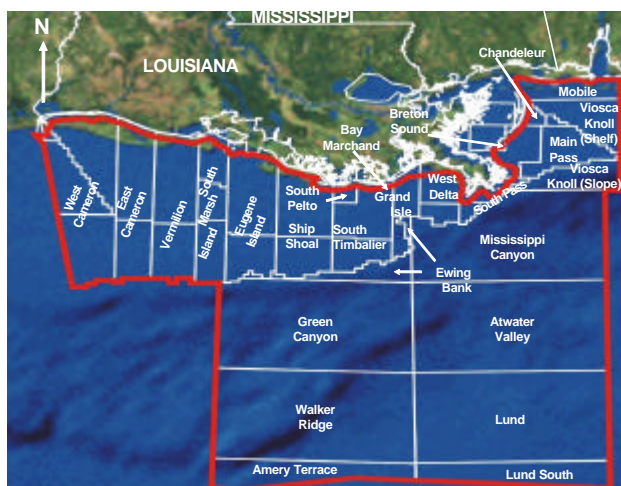 MISSISSIPPI
N
LOUISIANA
Chandeleur
Mobile
Viosca
Knoll
(Shelf)
Breton
Sound
Bay
Marchand
Main
Pass
Viosca
Knoll (Slope)
West
Delta
South Pass
West
Cameron
East
Cameron
Vermilion
South
Marsh
Island
Eugene
Island
South
Pelto
Grand
Isle
Ship
Shoal
South
Timbalier
Mississippi
Canyon
Ewing
Bank
Green
Canyon
Atwater
Valley
Walker
Ridge
Lund
Amery Terrace
Lund South